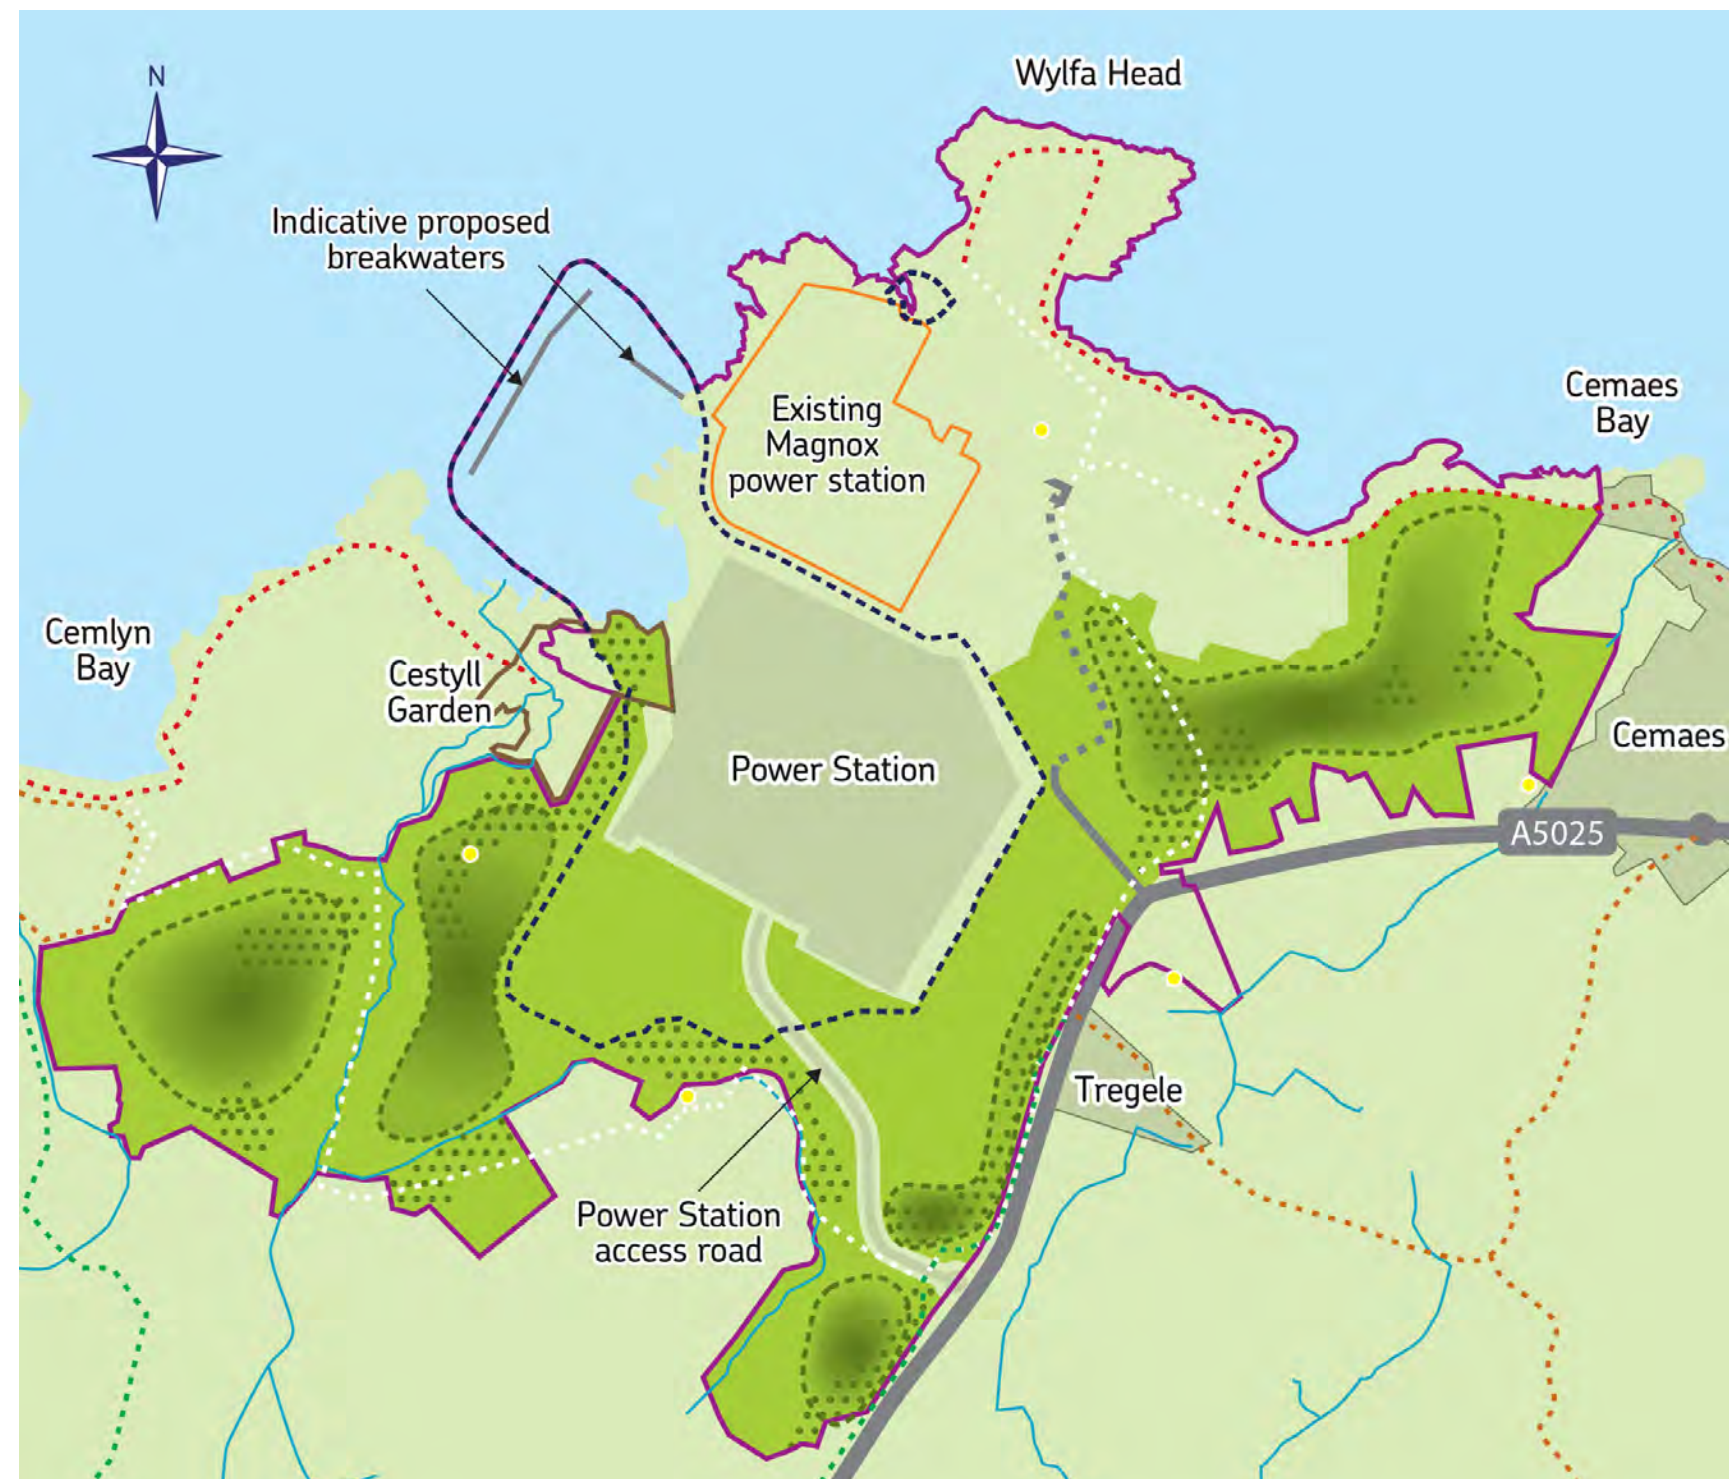 N
Wylfa Head
Indicative proposed
breakwaters
Existing
Magnox
power station
Cemaes
Bay
Cemlyn
Bay
Cestyll
Garden
Power Station
Cemaes
A5025
Tregele
Power Station
access road